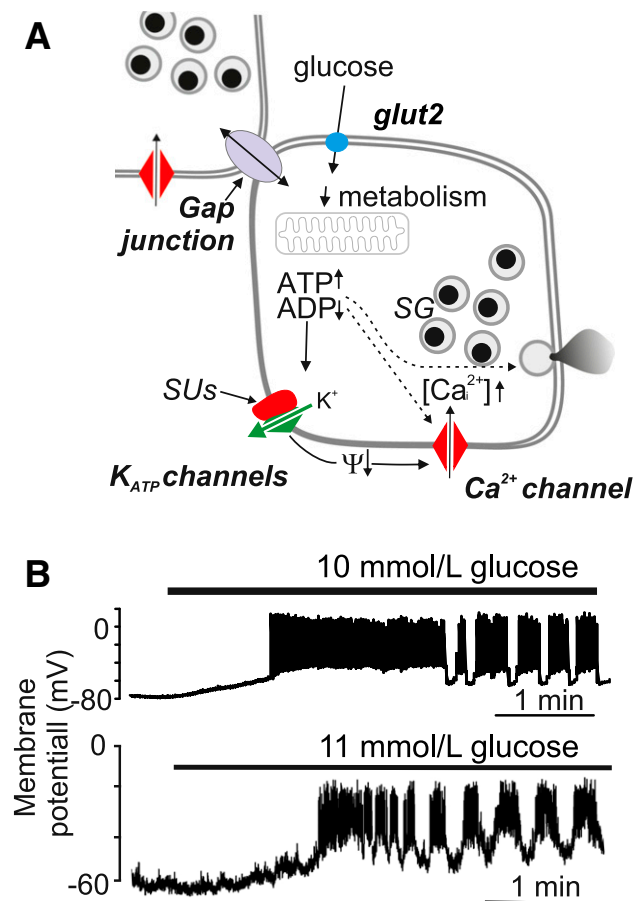 A
glucose
glut2
metabolism
Gap
junction
ATP
ADP
SG
SUs
K+
[Ca2+i]
KATP channels
Ψ
Ca2+ channel
B
10 mmol/L glucose
0
-80
1 min
Membrane
potentiall (mV)
11 mmol/L glucose
0
-60
1 min